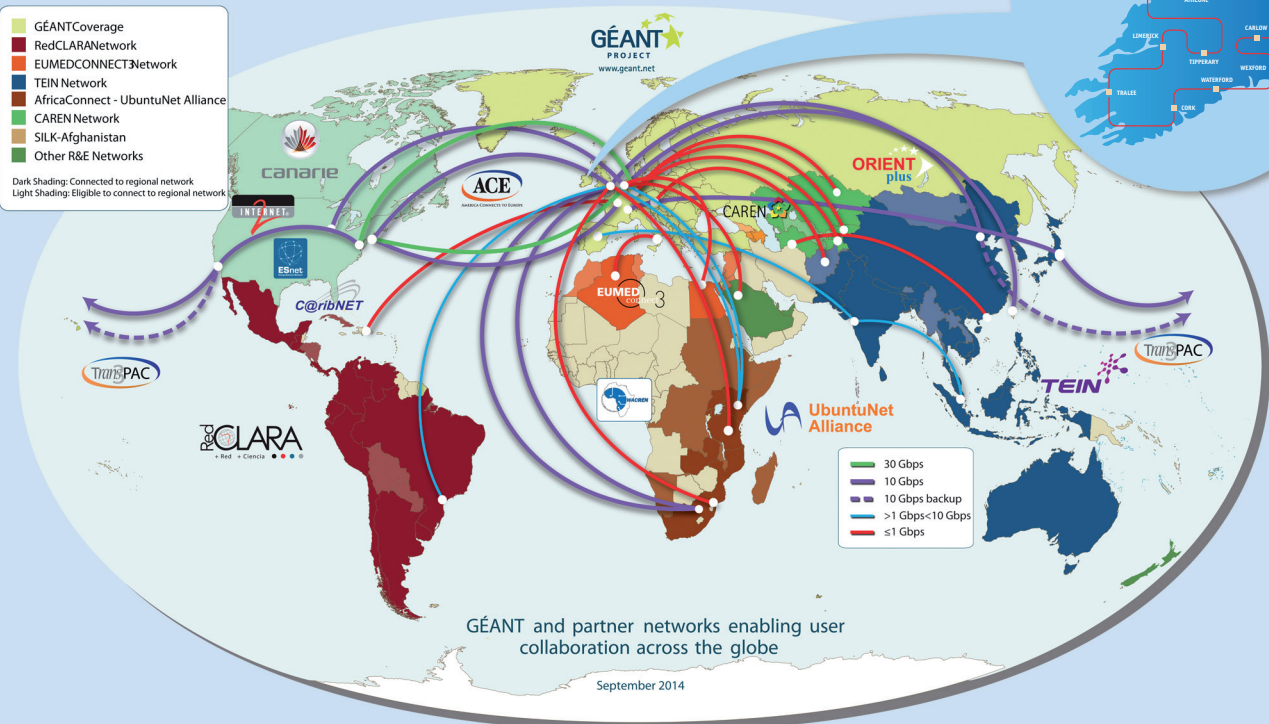 GÉANTCoverage
RedCLARANetwork
EUMEDCONNECT3Network
TEIN Network
AfricaConnect - UbuntuNet Alliance
CAREN Network
SILK-Afghanistan
Other R&E Networks
Dark Shading: Connected to regional network
Light Shading: Eligible to connect to regional network
GÉANT
PROJECT
www.geant.net
LIMERICK
CARLOW
TIPPERARY
WEXFORD
WATERFORD
TRALEE
CORK
canarie
INTERNET
2
ESnet
C@ribNET
ACE
AMERICA CONNECTS TO EUROPE
ORIENT
plus
CAREN
EUMED
connect 3
TransPAC
3
TransPAC
3
TEIN
WACREN
UbuntuNet
Alliance
RedCLARA
+ Red + Ciencia
30 Gbps
10 Gbps
10 Gbps backup
>1 Gbps<10 Gbps
≤1 Gbps
GÉANT and partner networks enabling user
collaboration across the globe
September 2014